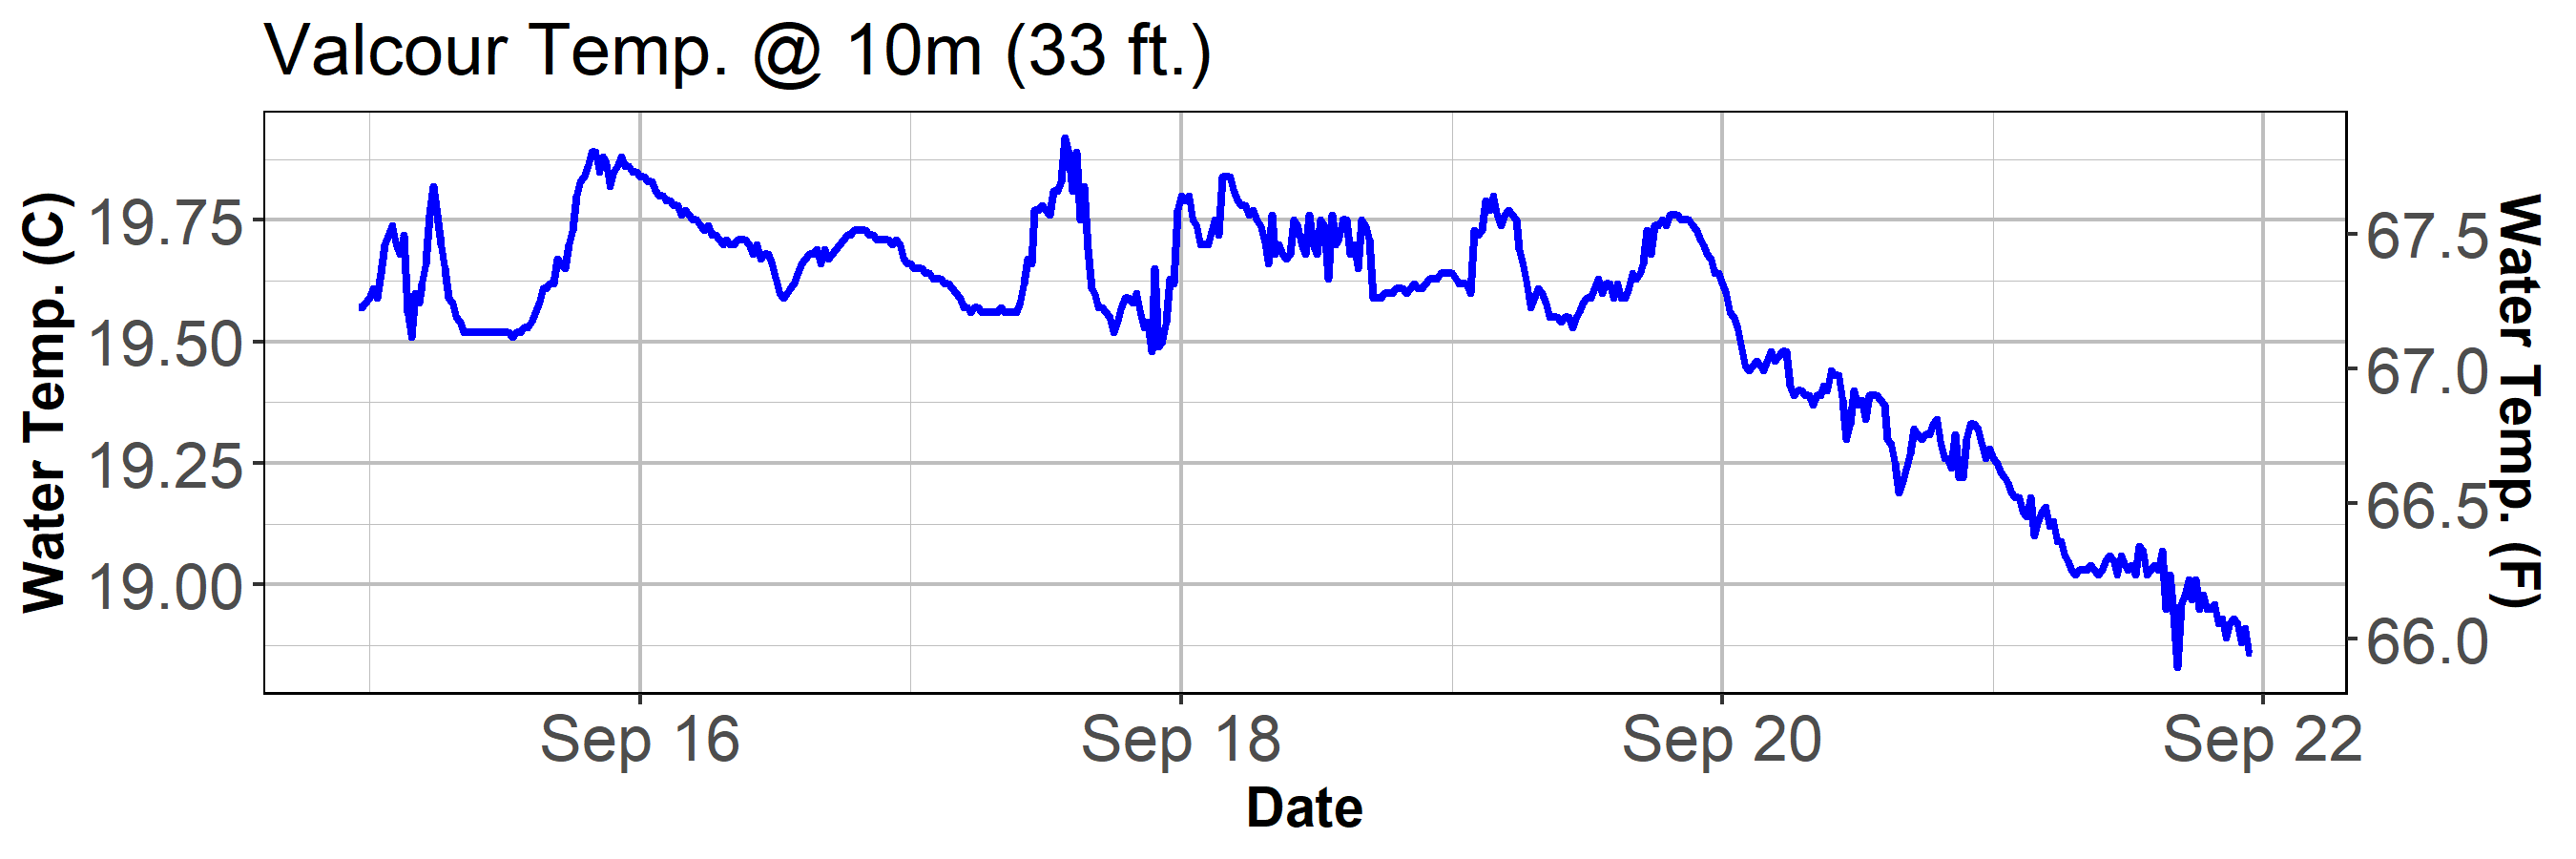 Valcour Temp. @ 10m (33 ft.)
Water Temp. (C)
19.75
19.50
19.25
19.00
67.5
67.0
66.5
66.0
Water Temp. (F)
Sep 16
Sep 18
Sep 20
Sep 22
Date